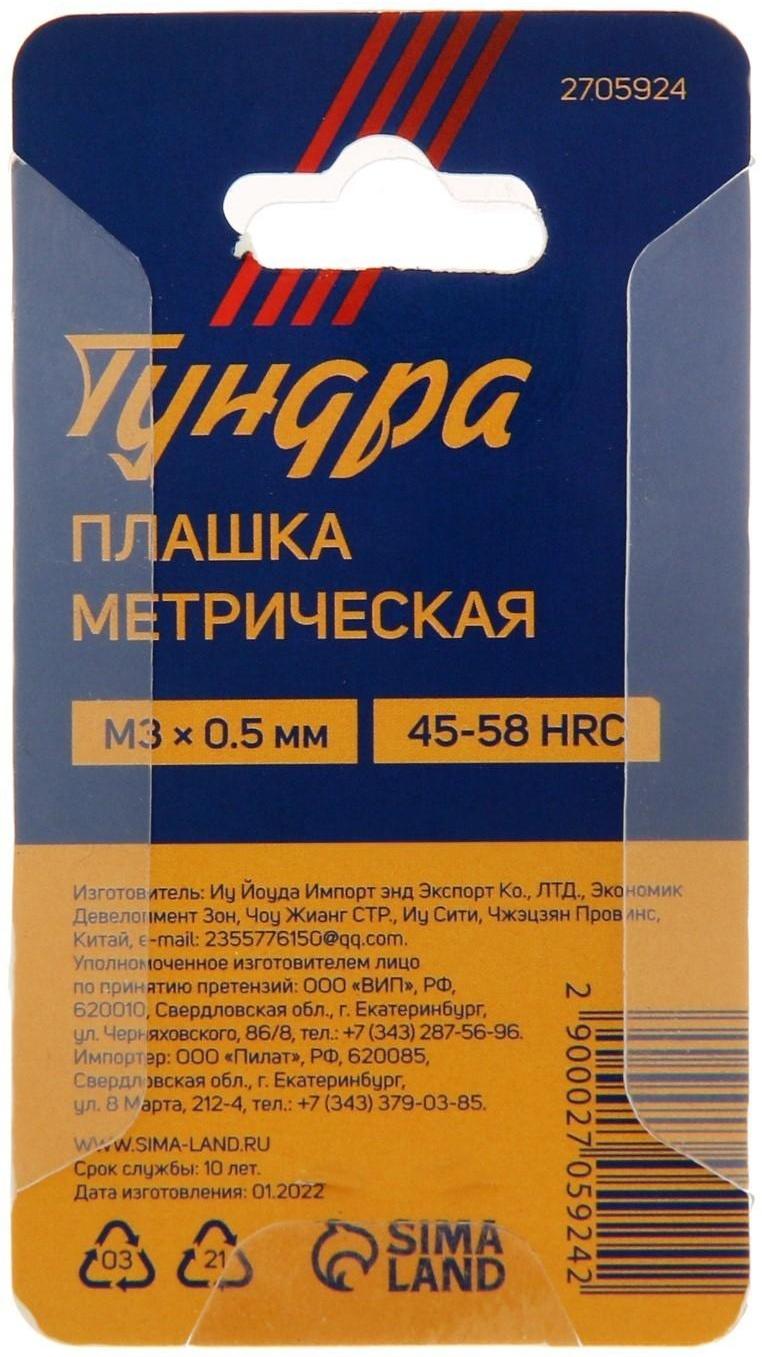 2705924
Тундра
ПЛАШКА
МЕТРИЧЕСКАЯ
М3 × 0.5 мм
45-58 HRC
Изготовитель: Иу Йоуда Импорт энд Экспорт Ко., ЛТД., Экономик
Девелопмент Зон, Чоу Жианг СТР., Иу Сити, Чжэцзян Провинс,
Китай, e-mail: 2355776150@qq.com.
Уполномоченное изготовителем лицо
по принятию претензий: ООО «ВИП», РФ,
620010, Свердловская обл., г. Екатеринбург,
ул. Черняховского, 86/8, тел.: +7 (343) 287-56-96.
Импортер: ООО «Пилат», РФ, 620085,
Свердловская обл., г. Екатеринбург,
ул. 8 Марта, 212-4, тел.: +7 (343) 379-03-85.
WWW.SIMA-LAND.RU
Срок службы: 10 лет.
Дата изготовления: 01.2022
03
21
SIMA
LAND
2 900027 059242